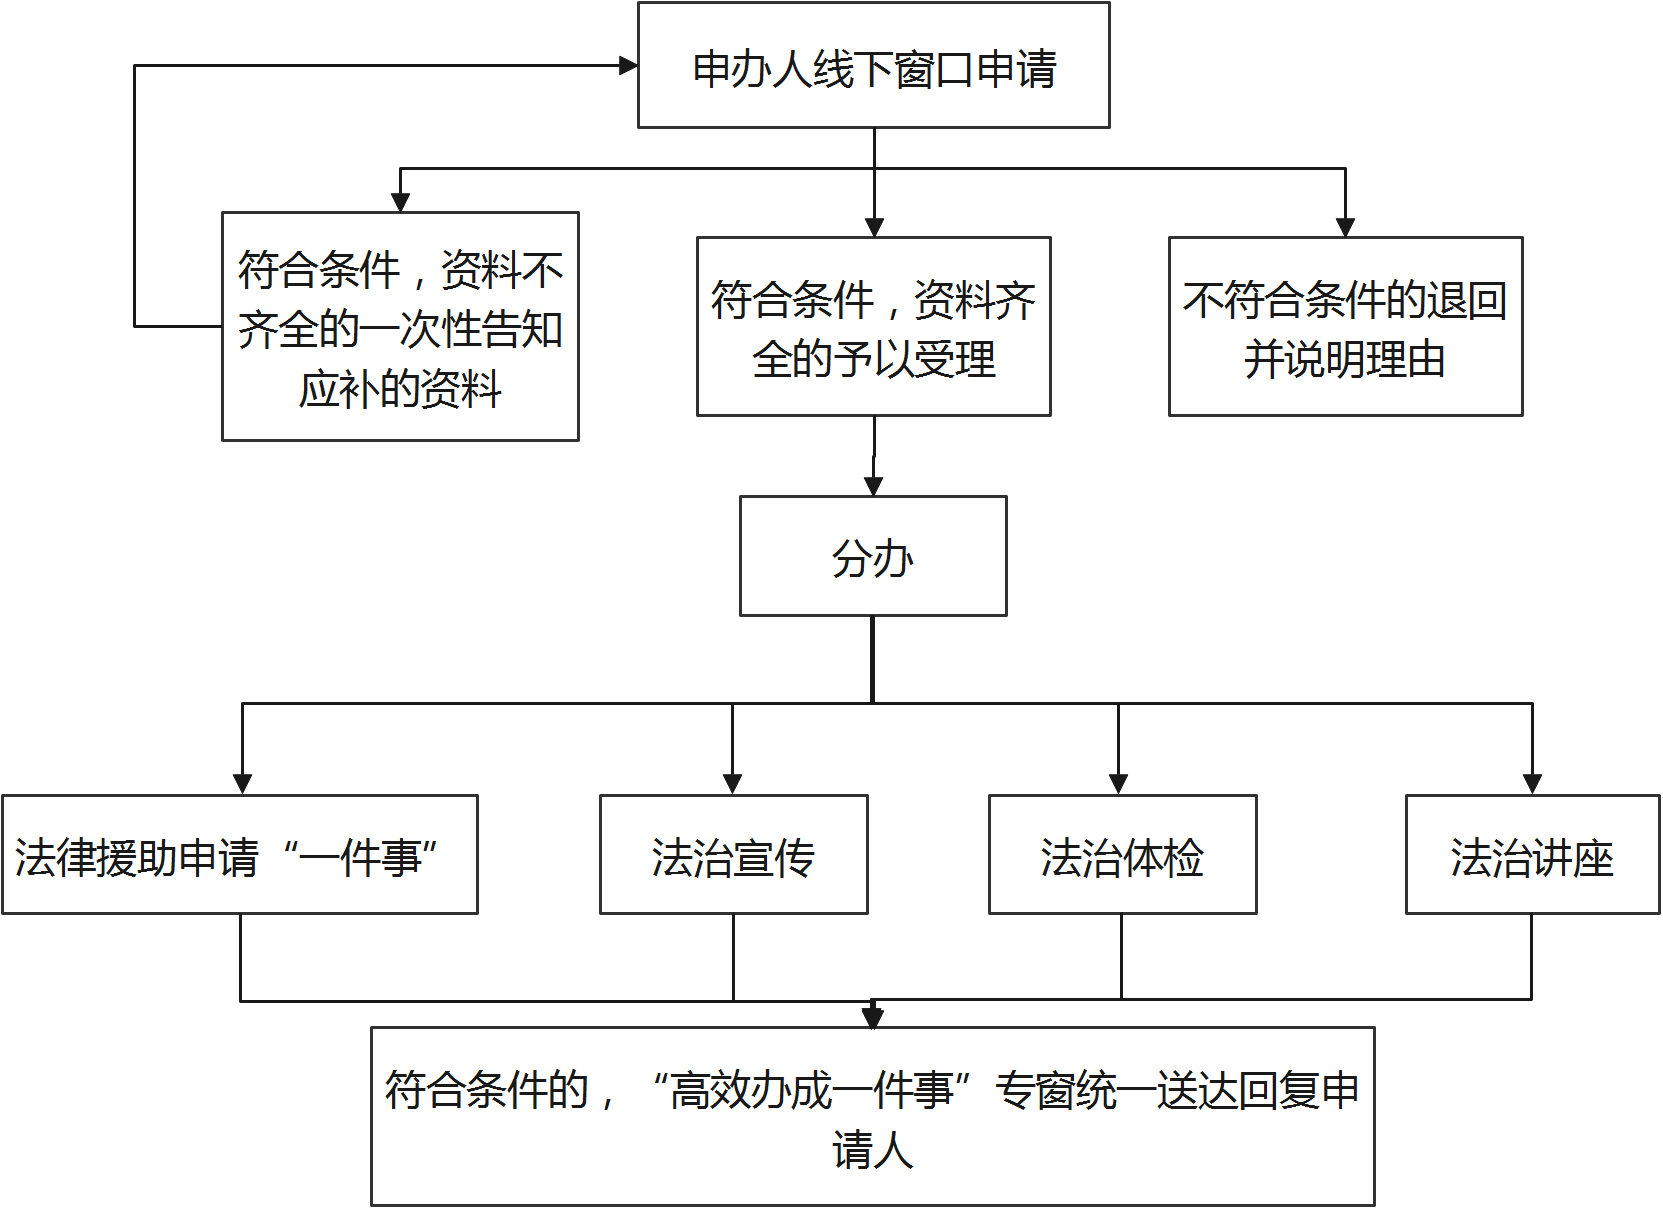 申办人线下窗口申请
符合条件，资料不
齐全的一次性告知
应补的资料
符合条件，资料齐
全的予以受理
不符合条件的退回
并说明理由
分办
法律援助申请“一件事”
法治宣传
法治体检
法治讲座
符合条件的，“高效办成一件事”专窗统一送达回复申
请人